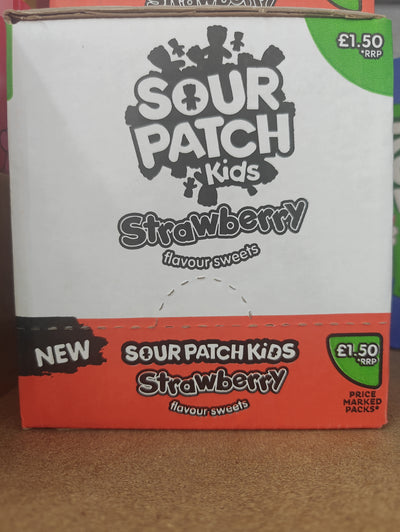 Strawberry
£1.50
*RRP
SOUR
PATCH
Kids
Strawberry
flavour sweets
NEW
SOUR PATCH KIDS
Strawberry
flavour sweets
£1.50
*RRP
PRICE
MARKED
PACKS*